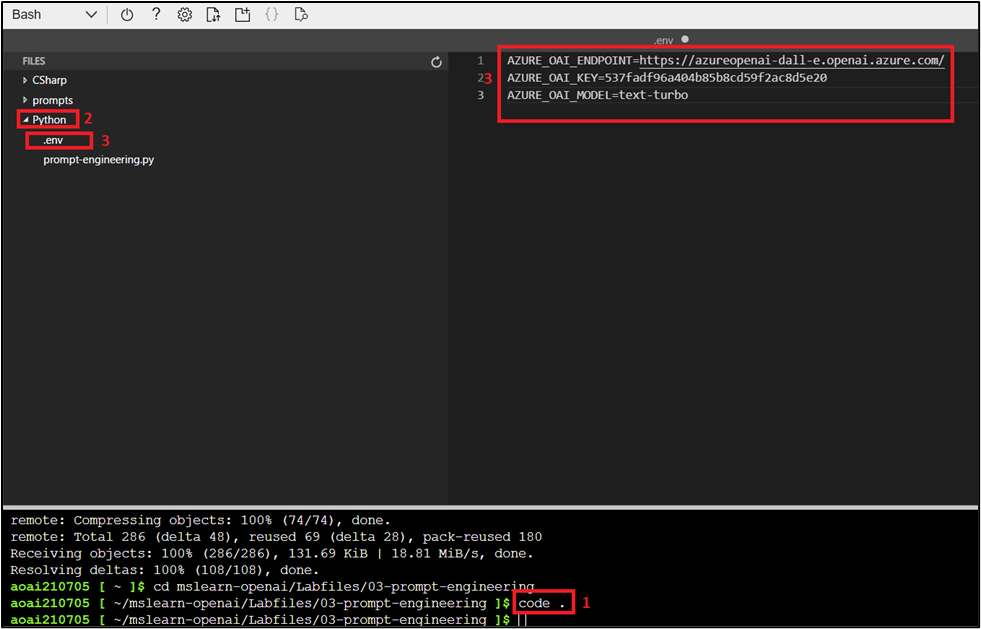 Bash
.env
FILES
CSharp
prompts
Python 2
.env 3
prompt-engineering.py
1 AZURE_OAI_ENDPOINT=https://azureopenai-dall-e.openai.azure.com/
2 3 AZURE_OAI_KEY=537fadf96a404b85b8cd59f2ac8d5e20
3 AZURE_OAI_MODEL=text-turbo
remote: Compressing objects: 100% (74/74), done.
remote: Total 286 (delta 48), reused 69 (delta 28), pack-reused 180
Receiving objects: 100% (286/286), 131.69 KiB | 18.81 MiB/s, done.
Resolving deltas: 100% (108/108), done.
aoai210705 [ ~ ]$ cd mslearn-openai/Labfiles/03-prompt-engineering
aoai210705 [ ~/mslearn-openai/Labfiles/03-prompt-engineering ]$ code . 1
aoai210705 [ ~/mslearn-openai/Labfiles/03-prompt-engineering ]$